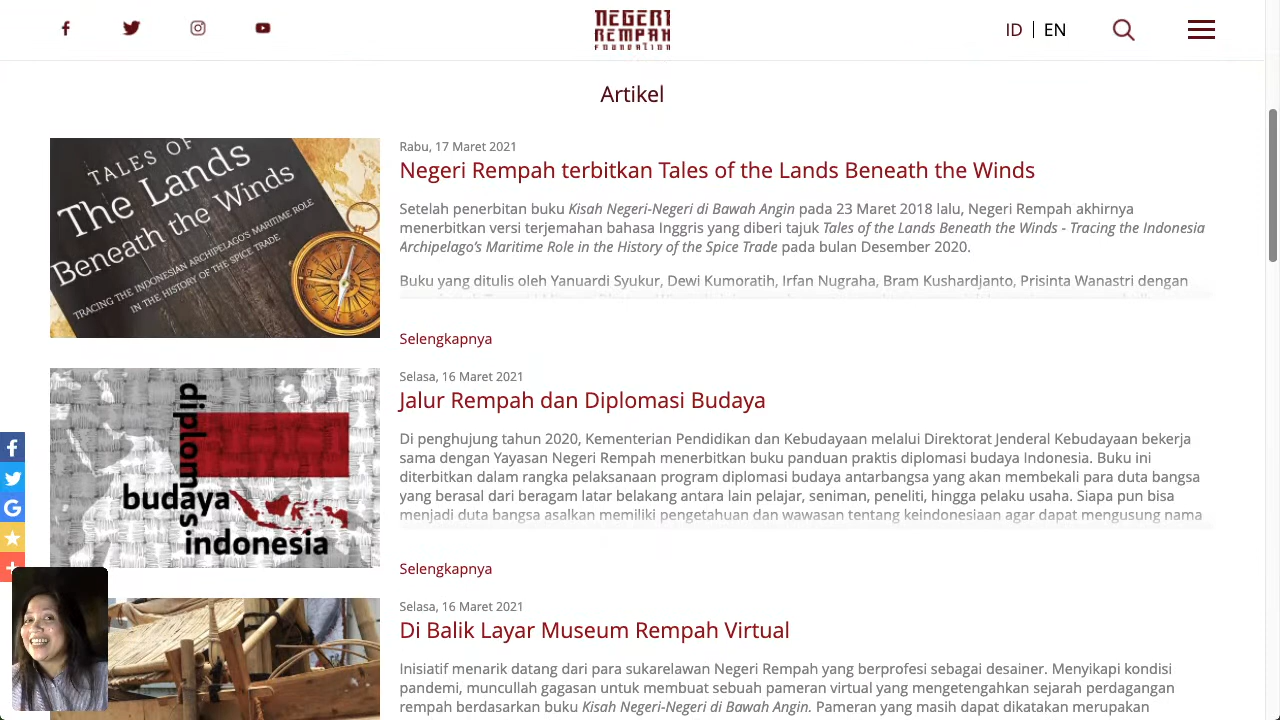 NEGERI
REMPAH
FOUNDATION
ID | EN
Artikel
TALES OF
The Lands
Beneath the Winds
TRACING THE INDONESIAN ARCHIPELAGO'S MARITIME ROLE
IN THE HISTORY OF THE SPICE TRADE
Rabu, 17 Maret 2021
Negeri Rempah terbitkan Tales of the Lands Beneath the Winds
Setelah penerbitan buku Kisah Negeri-Negeri di Bawah Angin pada 23 Maret 2018 lalu, Negeri Rempah akhirnya
menerbitkan versi terjemahan bahasa Inggris yang diberi tajuk Tales of the Lands Beneath the Winds - Tracing the Indonesia
Archipelago's Maritime Role in the History of the Spice Trade pada bulan Desember 2020.
Buku yang ditulis oleh Yanuardi Syukur, Dewi Kumoratih, Irfan Nugraha, Bram Kushardjanto, Prisinta Wanastri dengan
Selengkapnya
diplomasi
budaya
indonesia
Selasa, 16 Maret 2021
Jalur Rempah dan Diplomasi Budaya
Di penghujung tahun 2020, Kementerian Pendidikan dan Kebudayaan melalui Direktorat Jenderal Kebudayaan bekerja
sama dengan Yayasan Negeri Rempah menerbitkan buku panduan praktis diplomasi budaya Indonesia. Buku ini
diterbitkan dalam rangka pelaksanaan program diplomasi budaya antarbangsa yang akan membekali para duta bangsa
yang berasal dari beragam latar belakang antara lain pelajar, seniman, peneliti, hingga pelaku usaha. Siapa pun bisa
menjadi duta bangsa asalkan memiliki pengetahuan dan wawasan tentang keindonesiaan agar dapat mengusung nama
Selengkapnya
Selasa, 16 Maret 2021
Di Balik Layar Museum Rempah Virtual
Inisiatif menarik datang dari para sukarelawan Negeri Rempah yang berprofesi sebagai desainer. Menyikapi kondisi
pandemi, muncullah gagasan untuk membuat sebuah pameran virtual yang mengetengahkan sejarah perdagangan
rempah berdasarkan buku Kisah Negeri-Negeri di Bawah Angin. Pameran yang masih dapat dikatakan merupakan